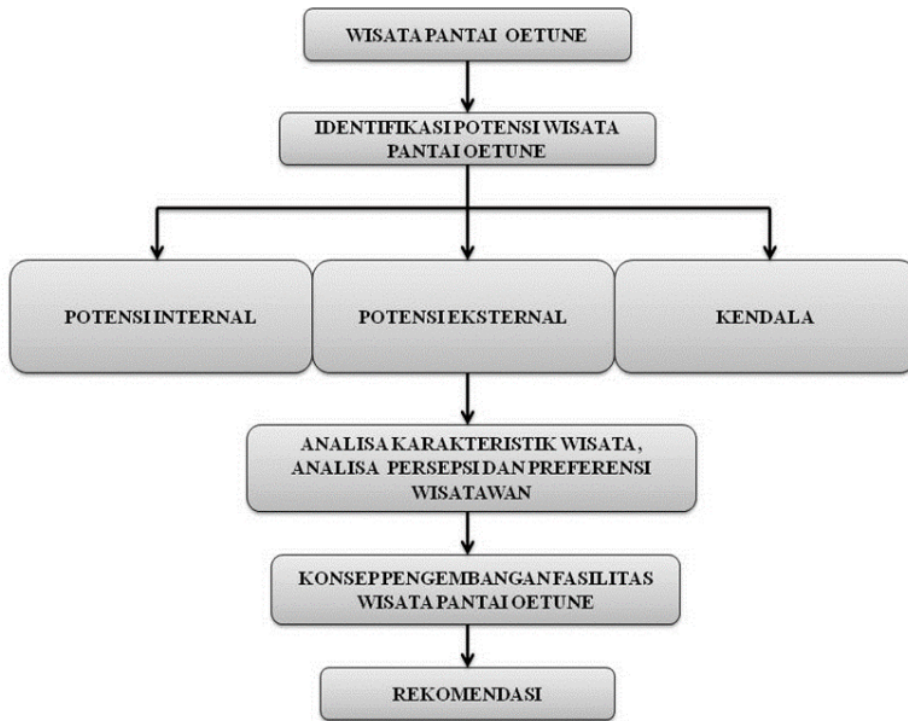 WISATA PANTAI OETUNE
IDENTIFIKASI POTENSI WISATA
PANTAI OETUNE
POTENSI INTERNAL
POTENSI EKSTERNAL
KENDALA
ANALISA KARAKTERISTIK WISATA,
ANALISA PERSEPSI DAN PREFERENSI
WISATAWAN
KONSEP PENGEMBANGAN FASILITAS
WISATA PANTAI OETUNE
REKOMENDASI